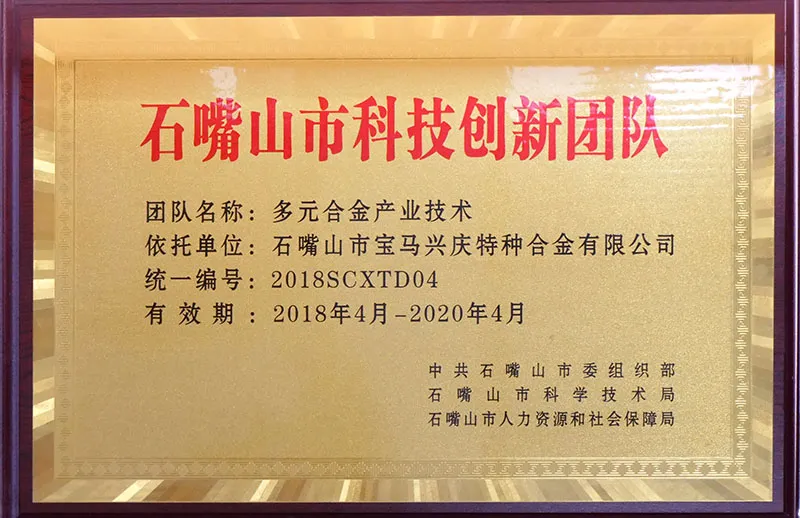 石嘴山市科技创新团队
团队名称：多元合金产业技术
依托单位：石嘴山市宝马兴庆特种合金有限公司
统一编号：2018SCXTD04
有效期：2018年4月-2020年4月
中共石嘴山市委组织部
石嘴山市科学技术局
石嘴山市人力资源和社会保障局